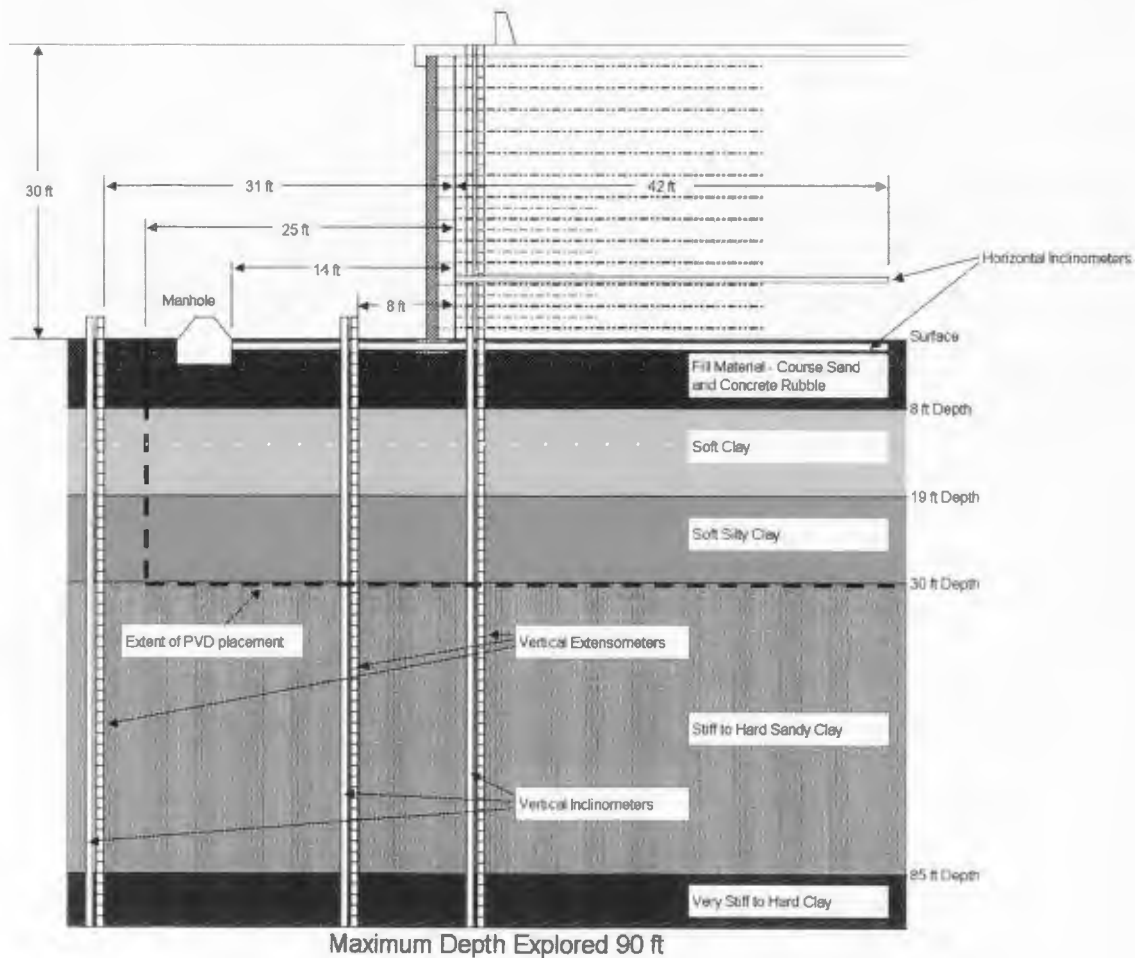 30 ft
31 ft
42 ft
25 ft
14 ft
Horizontal Inclinometers
Manhole
8 ft
Surface
Fill Material - Course Sand
and Concrete Rubble
8 ft Depth
Soft Clay
19 ft Depth
Soft Silty Clay
30 ft Depth
Extent of PVD placement
Vertical Extensometers
Stiff to Hard Sandy Clay
Vertical Inclinometers
85 ft Depth
Very Stiff to Hard Clay
Maximum Depth Explored 90 ft